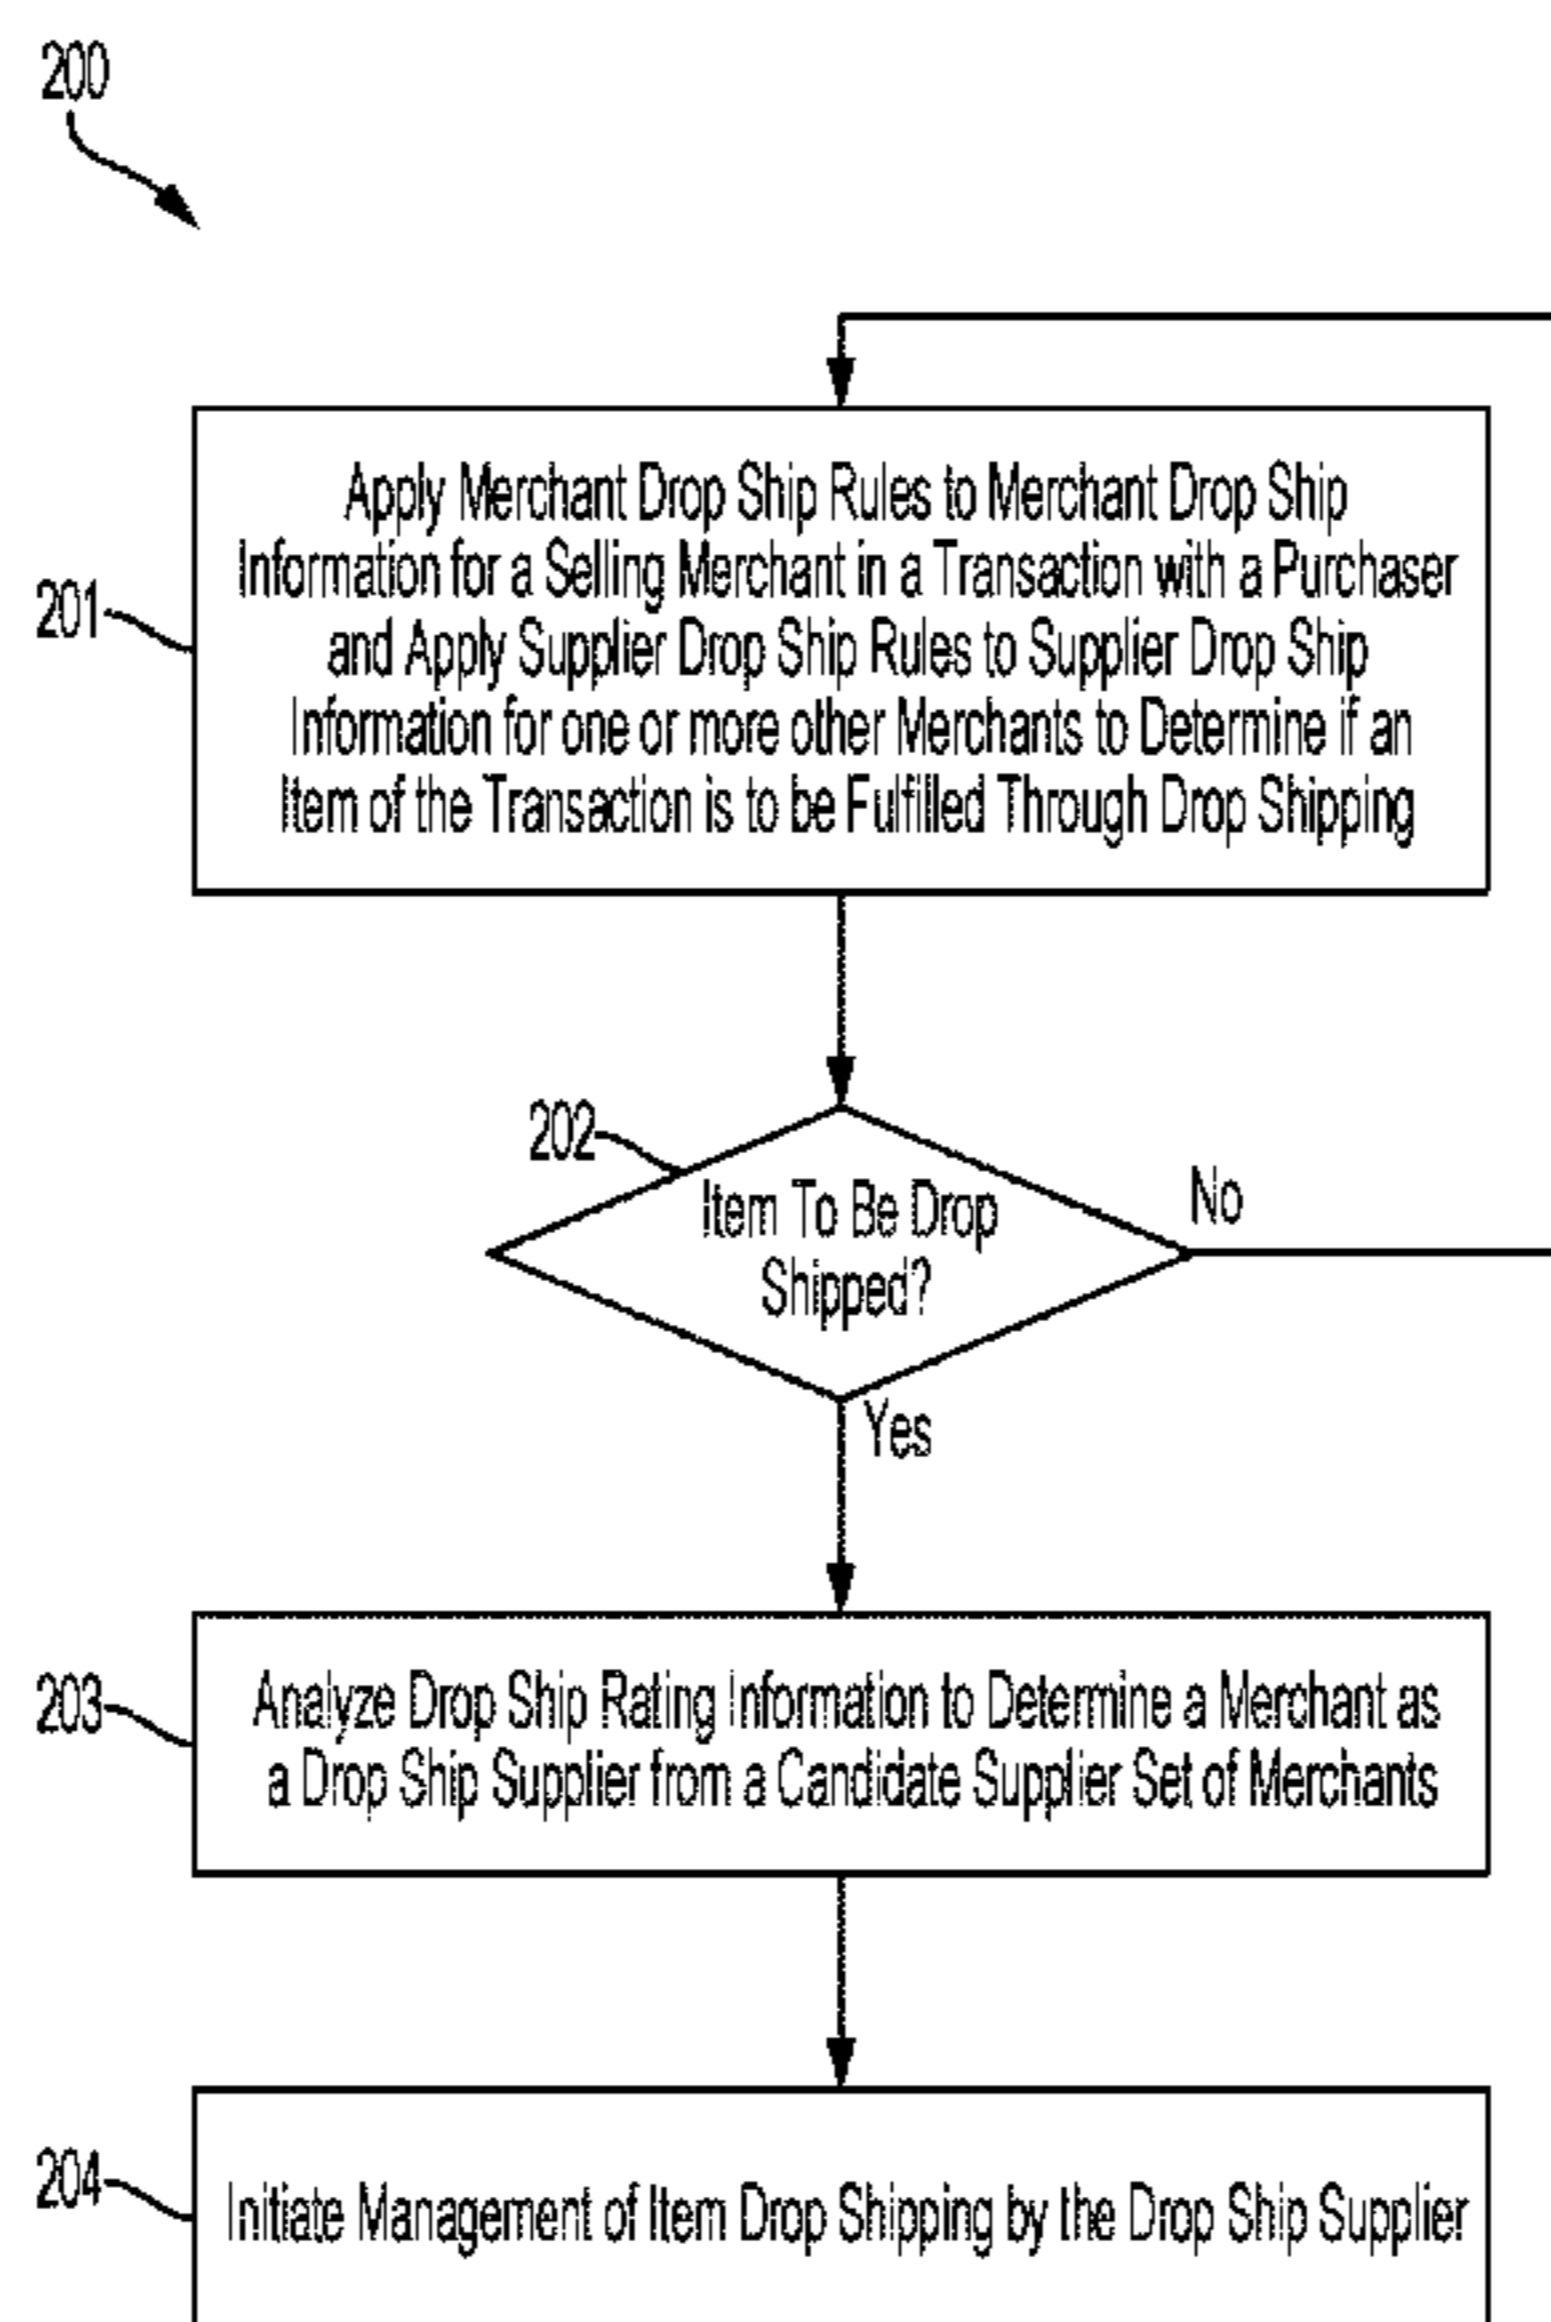 200
201
Apply Merchant Drop Ship Rules to Merchant Drop Ship
Information for a Selling Merchant in a Transaction with a Purchaser
and Apply Supplier Drop Ship Rules to Supplier Drop Ship
Information for one or more other Merchants to Determine if an
Item of the Transaction is to be Fulfilled Through Drop Shipping
202
Item To Be Drop
Shipped?
No
Yes
203
Analyze Drop Ship Rating Information to Determine a Merchant as
a Drop Ship Supplier from a Candidate Supplier Set of Merchants
204
Initiate Management of Item Drop Shipping by the Drop Ship Supplier